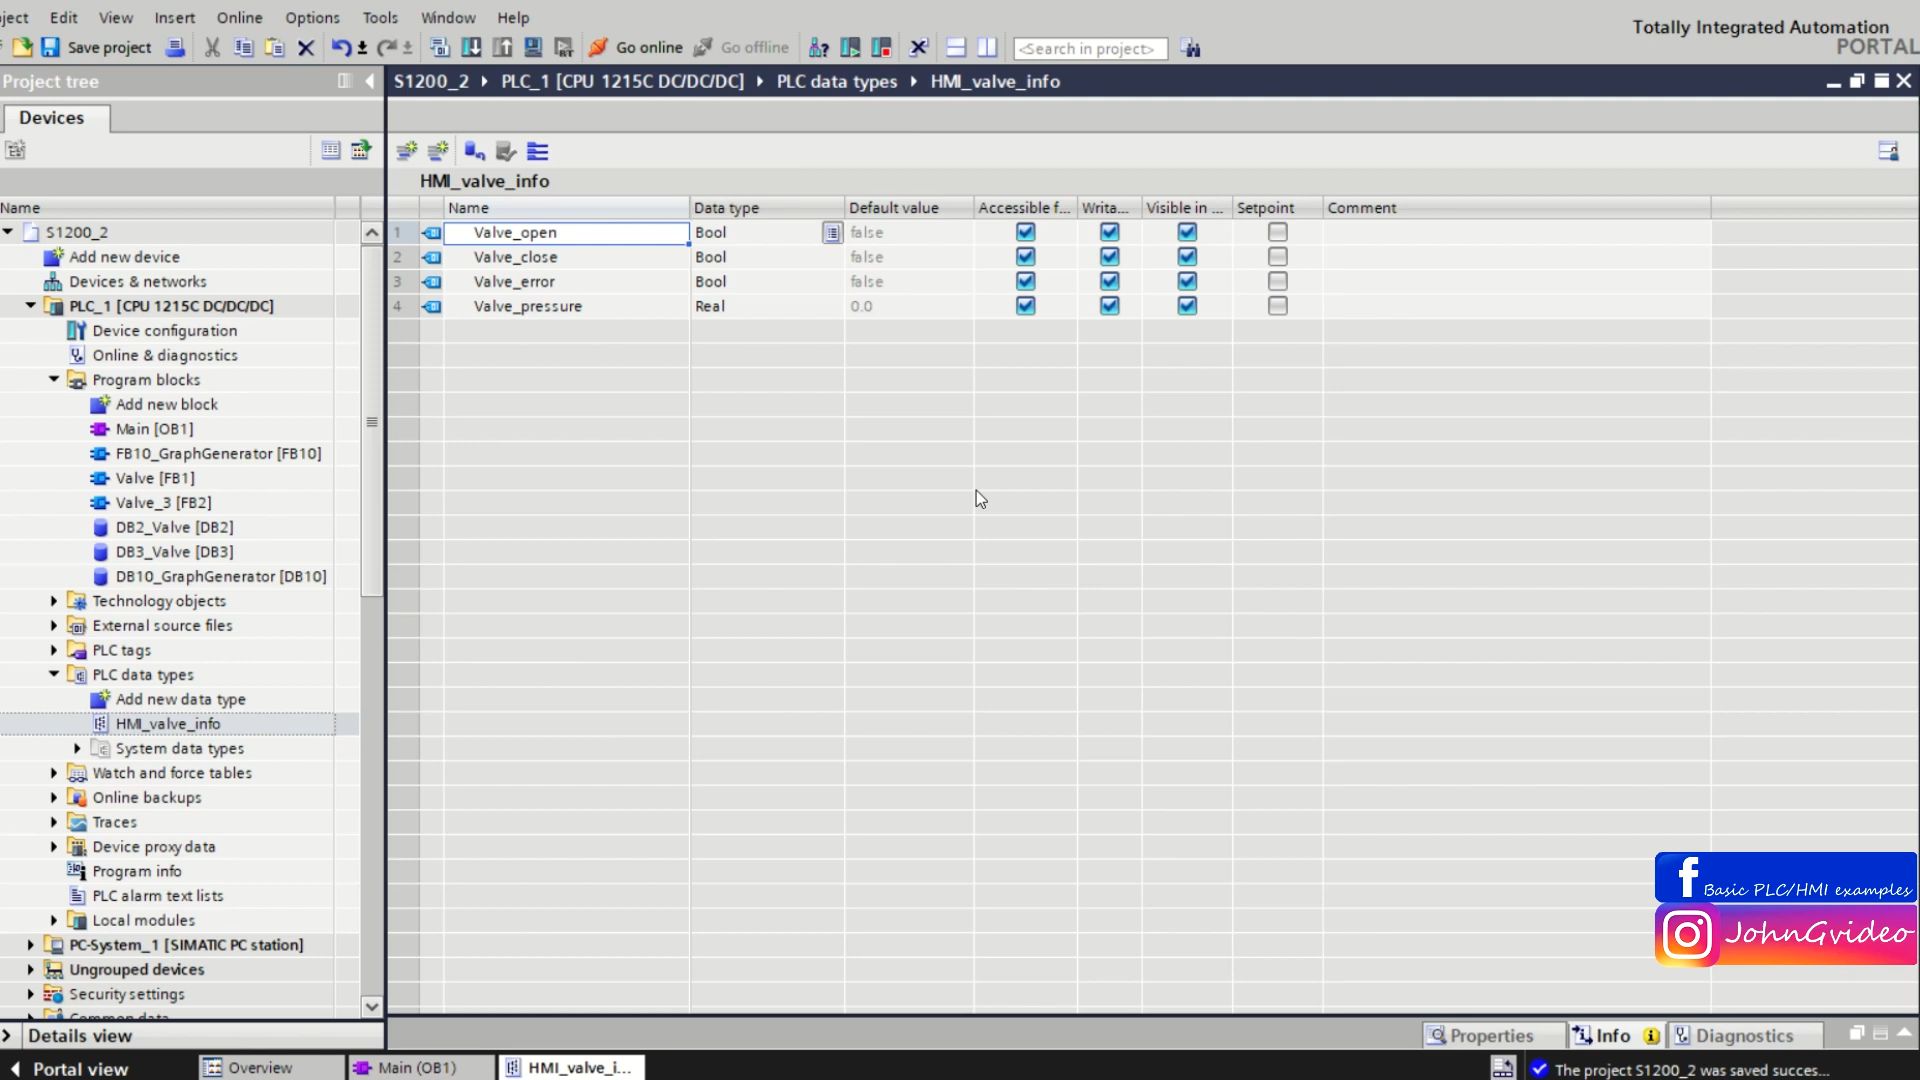 ject Edit View Insert Online Options Tools Window Help
Totally Integrated Automation
PORTAL
Save project Go online Go offline <Search in project>
Project tree
S1200_2 PLC_1 [CPU 1215C DC/DC/DC] PLC data types HMI_valve_info
Devices
HMI_valve_info
Name
Name Data type Default value Accessible f... Writa... Visible in ... Setpoint Comment
1 Valve_open Bool false
2 Valve_close Bool false
3 Valve_error Bool false
4 Valve_pressure Real 0.0
S1200_2
Add new device
Devices & networks
PLC_1 [CPU 1215C DC/DC/DC]
Device configuration
Online & diagnostics
Program blocks
Add new block
Main [OB1]
FB10_GraphGenerator [FB10]
Valve [FB1]
Valve_3 [FB2]
DB2_Valve [DB2]
DB3_Valve [DB3]
DB10_GraphGenerator [DB10]
Technology objects
External source files
PLC tags
PLC data types
Add new data type
HMI_valve_info
System data types
Watch and force tables
Online backups
Traces
Device proxy data
Program info
PLC alarm text lists
Local modules
PC-System_1 [SIMATIC PC station]
Ungrouped devices
Security settings
Common data
Basic PLC/HMI examples
JohnGvideo
Details view
Properties Info Diagnostics
Portal view Overview Main (OB1) HMI_valve_i... The project S1200_2 was saved succes...